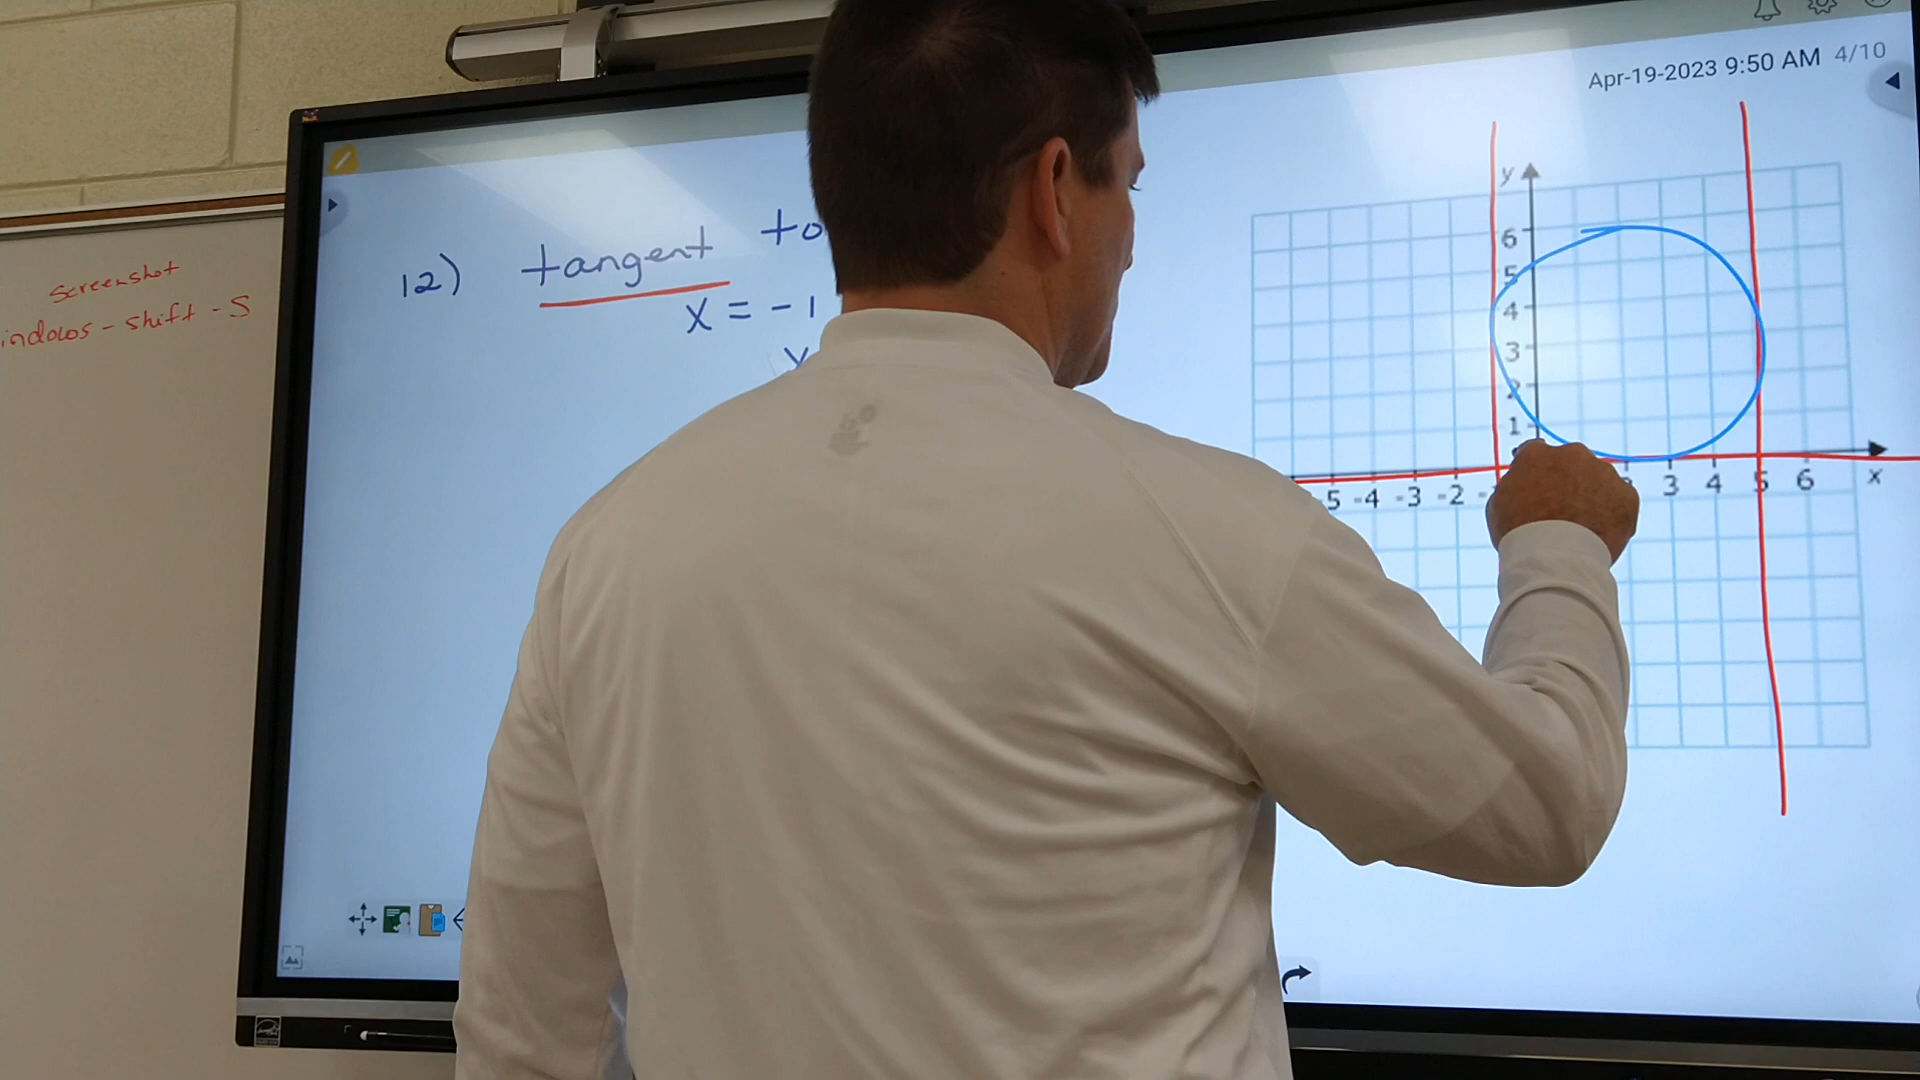 Apr-19-2023 9:50 AM 4/10
12) tangent to
x = -1
y
Screenshot
indows - shift - S
y
6
5
4
3
2
1
-5 -4 -3 -2 - 3 4 5 6 x